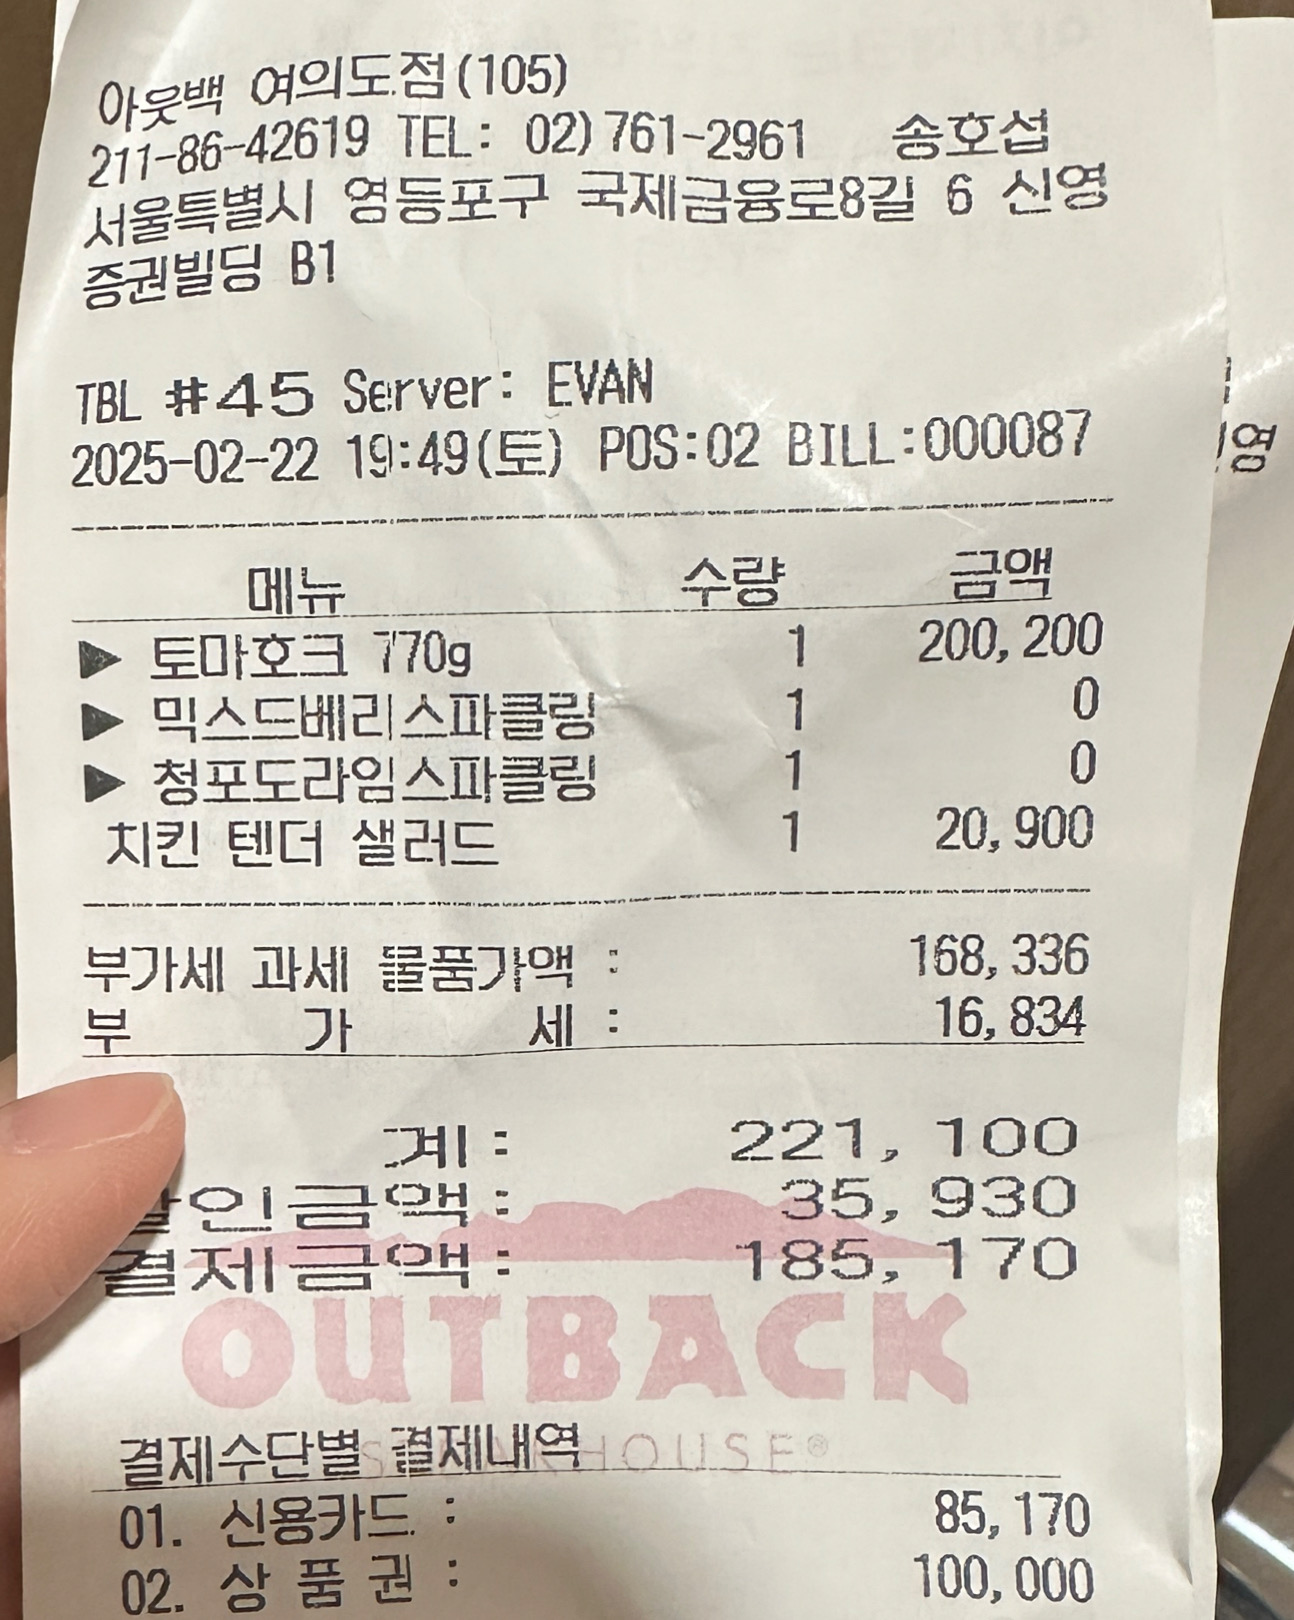 아웃백 여의도점(105)
211-86-42619 TEL: 02)761-2961 송호섭
서울특별시 영등포구 국제금융로8길 6 신영
증권빌딩 B1
TBL #45 Server: EVAN
2025-02-22 19:49(토) POS:02 BILL:000087
메뉴 수량 금액
▶ 토마호크 770g 1 200,200
▶ 믹스드베리스파클링 1 0
▶ 청포도라임스파클링 1 0
치킨 텐더 샐러드 1 20,900
부가세 과세 물품가액 : 168,336
부 가 세 : 16,834
계 : 221,100
할인금액 : 35,930
결제금액 : 185,170
OUTBACK
STEAKHOUSE®
결제수단별 결제내역
01. 신용카드 : 85,170
02. 상 품 권 : 100,000
영